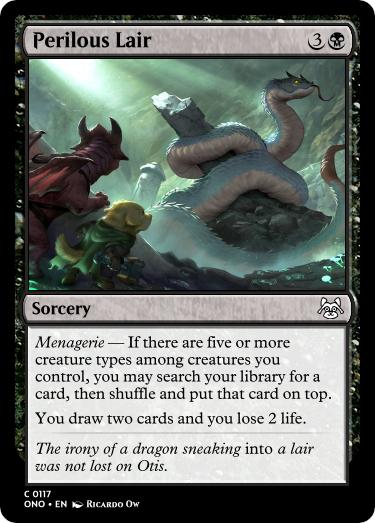 Perilous Lair 3
Sorcery
Menagerie — If there are five or more
creature types among creatures you
control, you may search your library for a
card, then shuffle and put that card on top.
You draw two cards and you lose 2 life.
The irony of a dragon sneaking into a lair
was not lost on Otis.
C 0117
ONO • EN Ricardo Ow